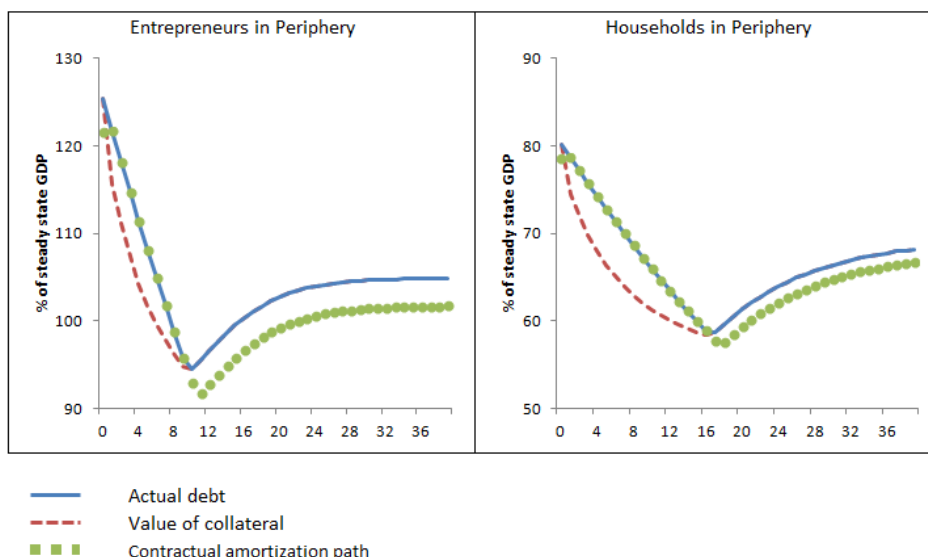 Entrepreneurs in Periphery
% of steady state GDP
130
120
110
100
90
0 4 8 12 16 20 24 28 32 36
Households in Periphery
% of steady state GDP
90
80
70
60
50
0 4 8 12 16 20 24 28 32 36
Actual debt
Value of collateral
Contractual amortization path